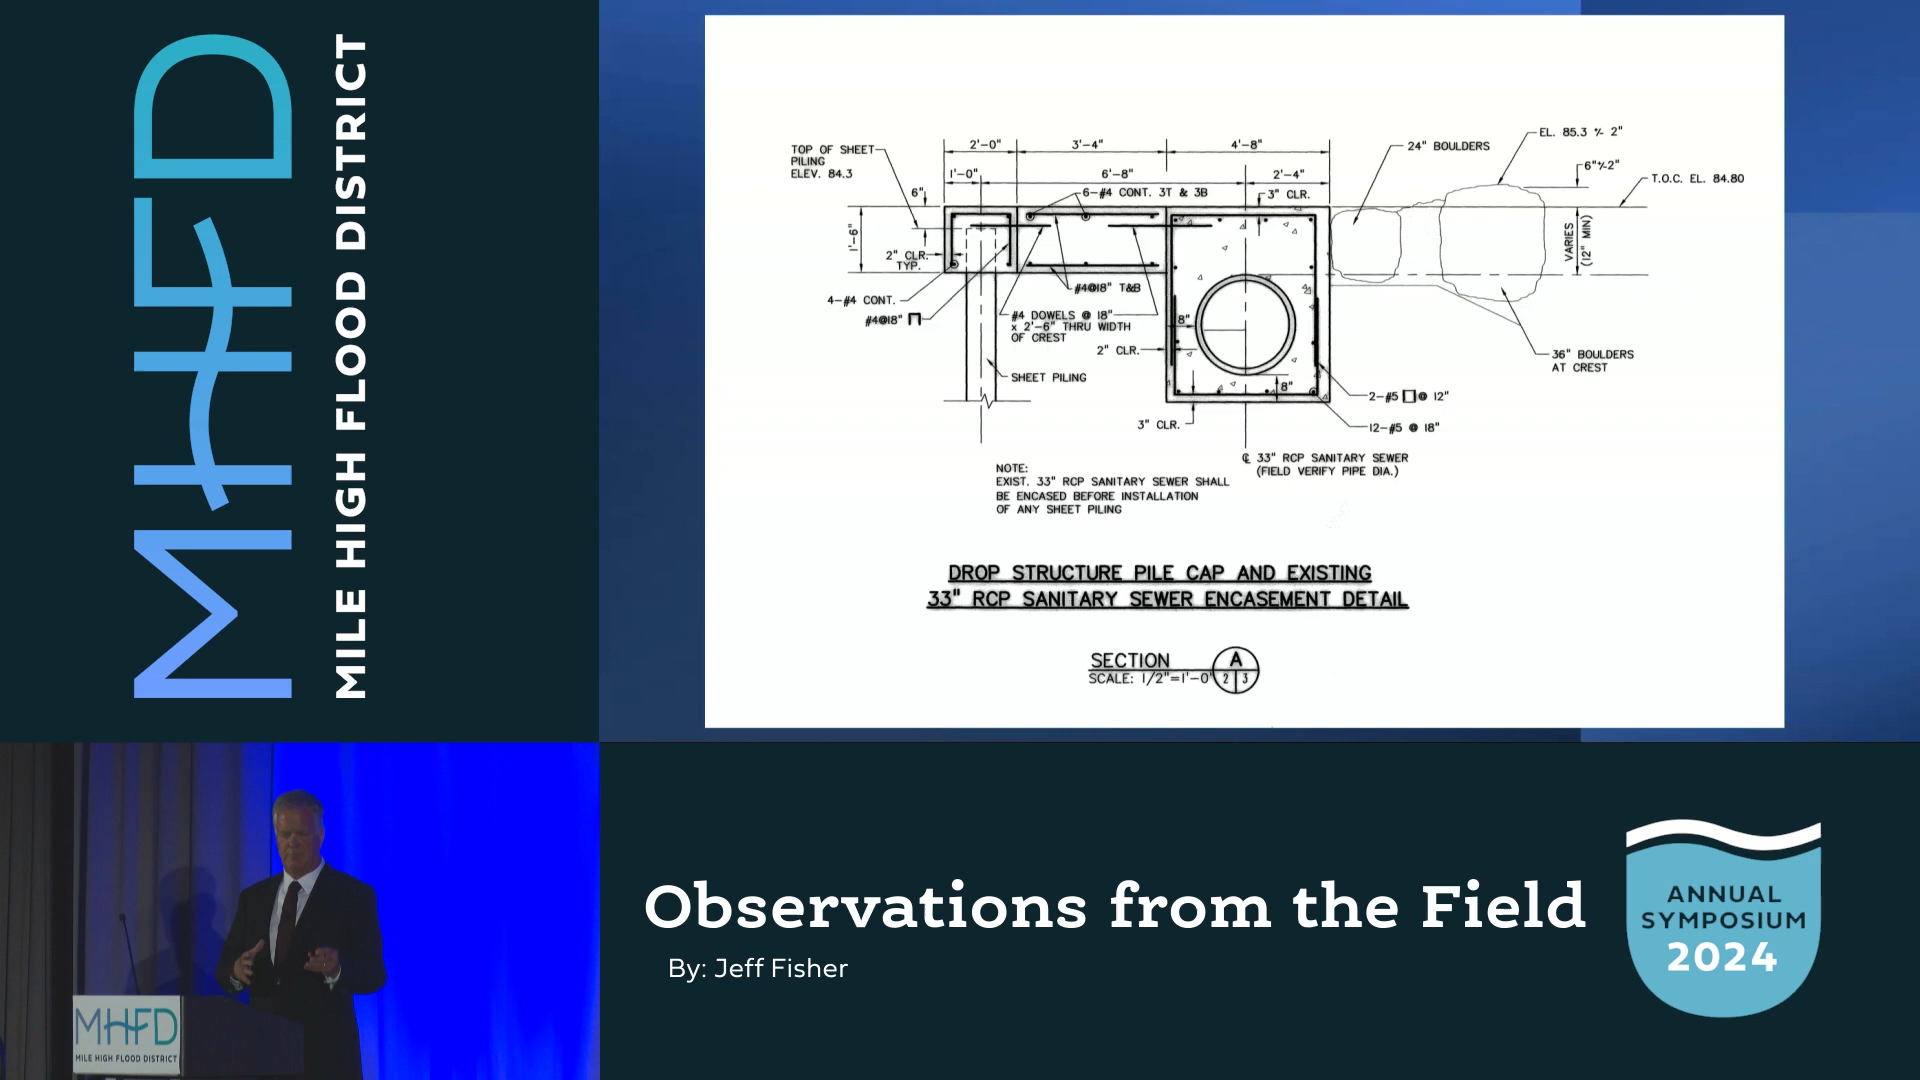 MHFD
MILE HIGH FLOOD DISTRICT
2'-0"
3'-4"
4'-8"
TOP OF SHEET
PILING
ELEV. 84.3
1'-0"
6'-8"
2'-4"
6"
6-#4 CONT. 3T & 3B
3" CLR.
24" BOULDERS
EL. 85.3 +/- 2"
6"+/-2"
T.O.C. EL. 84.80
1'-6"
VARIES
(12" MIN)
2" CLR.
TYP.
4-#4 CONT.
#4@18"
#4@18" T&B
#4 DOWELS @ 18"
x 2'-6" THRU WIDTH
OF CREST
8"
2" CLR.
SHEET PILING
8"
3" CLR.
36" BOULDERS
AT CREST
2-#5 @ 12"
12-#5 @ 18"
℄ 33" RCP SANITARY SEWER
(FIELD VERIFY PIPE DIA.)
NOTE:
EXIST. 33" RCP SANITARY SEWER SHALL
BE ENCASED BEFORE INSTALLATION
OF ANY SHEET PILING
DROP STRUCTURE PILE CAP AND EXISTING
33" RCP SANITARY SEWER ENCASEMENT DETAIL
SECTION
SCALE: 1/2"=1'-0"
A
2 3
MHFD
MILE HIGH FLOOD DISTRICT
Observations from the Field
By: Jeff Fisher
ANNUAL
SYMPOSIUM
2024